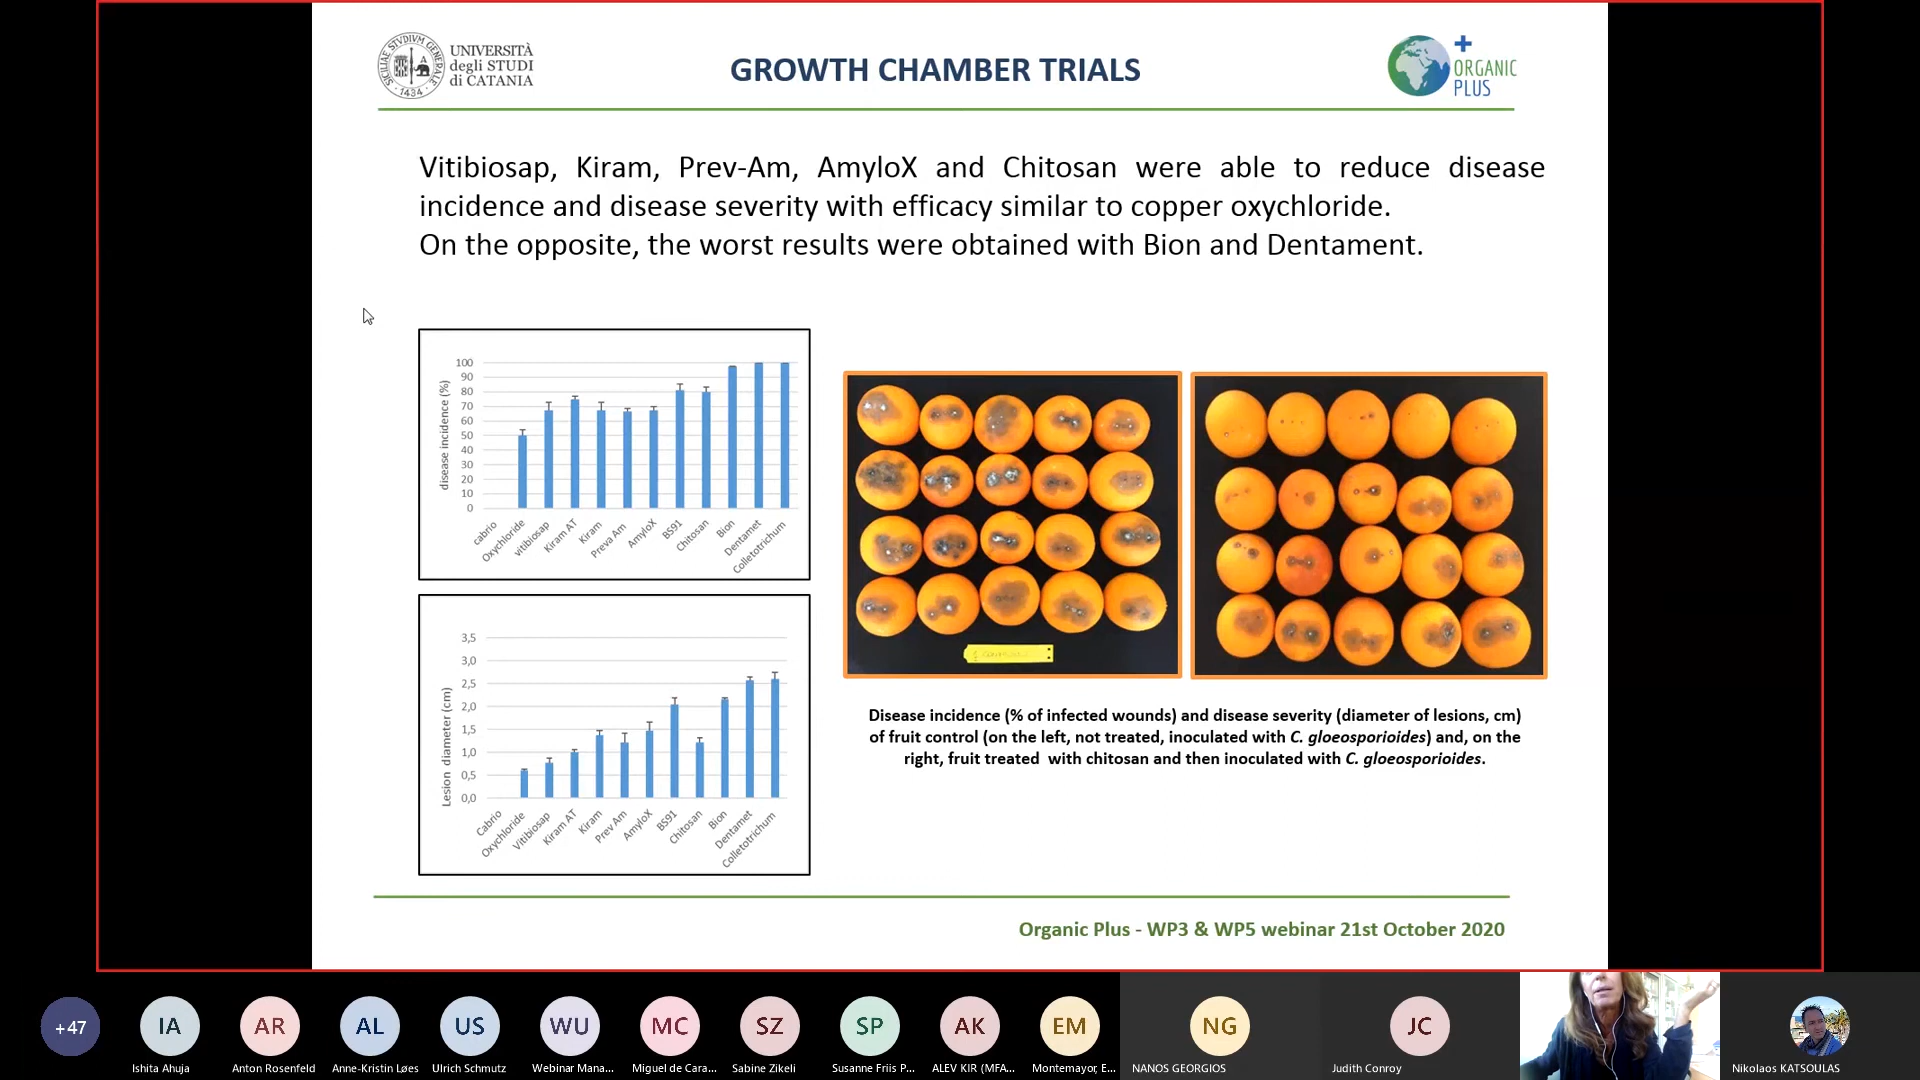 UNIVERSITÀ
degli STUDI
di CATANIA
SICILIAE STVDIVM GENERALE
1434
GROWTH CHAMBER TRIALS
ORGANIC
PLUS
Vitibiosap, Kiram, Prev-Am, AmyloX and Chitosan were able to reduce disease
incidence and disease severity with efficacy similar to copper oxychloride.
On the opposite, the worst results were obtained with Bion and Dentament.
disease incidence (%)
100
90
80
70
60
50
40
30
20
10
0
cabrio
Oxychloride
vitibiosap
Kiram AT
Kiram
Preva Am
AmyloX
BS91
Chitosan
Bion
Dentamet
Colletotrichum
Lesion diameter (cm)
3,5
3,0
2,5
2,0
1,5
1,0
0,5
0,0
Cabrio
Oxychloride
Vitibiosap
Kiram AT
Kiram
Prev Am
AmyloX
BS91
Chitosan
Bion
Dentamet
Colletotrichum
Disease incidence (% of infected wounds) and disease severity (diameter of lesions, cm)
of fruit control (on the left, not treated, inoculated with C. gloeosporioides) and, on the
right, fruit treated with chitosan and then inoculated with C. gloeosporioides.
Organic Plus - WP3 & WP5 webinar 21st October 2020
+47
IA
AR
AL
US
WU
MC
SZ
SP
AK
EM
NG
JC
Ishita Ahuja
Anton Rosenfeld
Anne-Kristin Løes
Ulrich Schmutz
Webinar Mana...
Miguel de Cara...
Sabine Zikeli
Susanne Friis P...
ALEV KIR (MFA...
Montemayor, E...
NANOS GEORGIOS
Judith Conroy
Nikolaos KATSOULAS